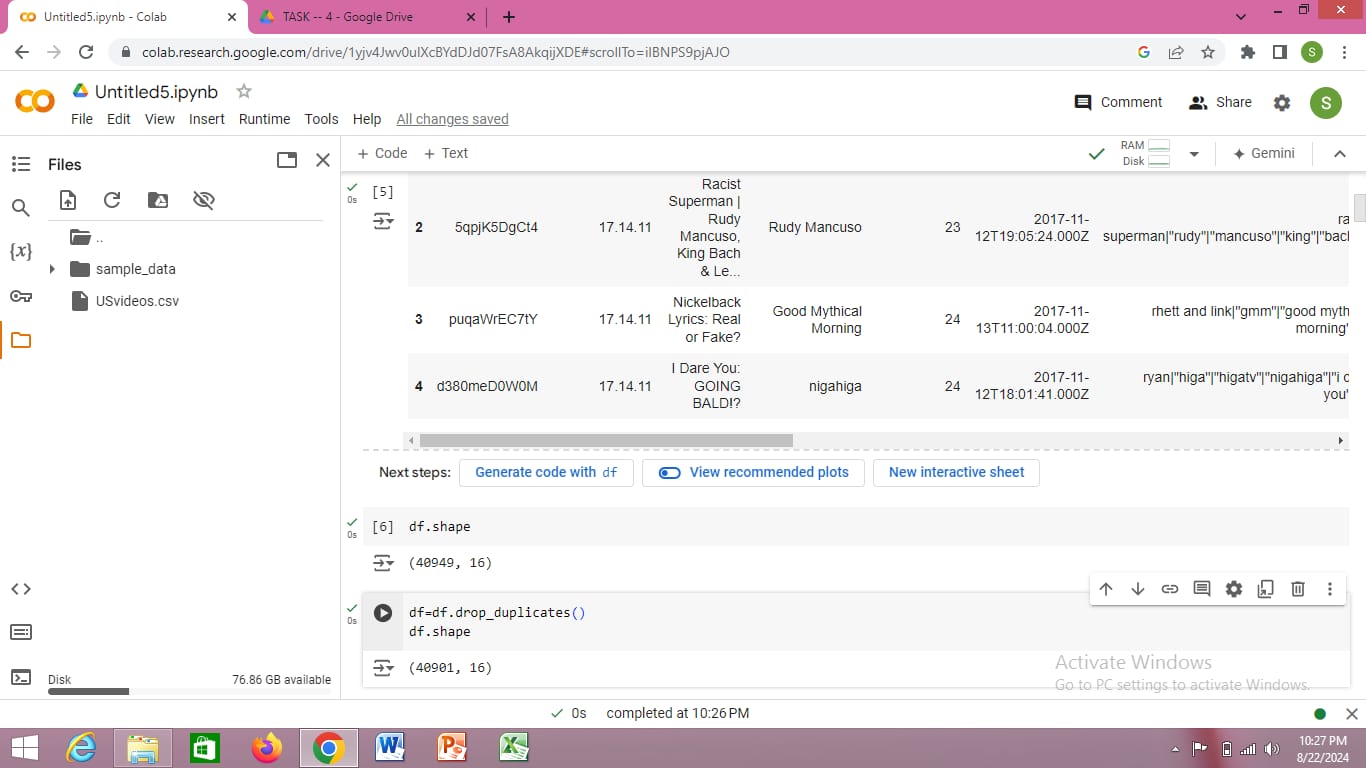 Untitled5.ipynb - Colab
TASK -- 4 - Google Drive
colab.research.google.com/drive/1yjv4Jwv0uIXcBYdDJd07FsA8AkqijXDE#scrollTo=iIBNPS9pjAJO
S
Untitled5.ipynb
File Edit View Insert Runtime Tools Help All changes saved
Comment Share S
Files
+ Code + Text
RAM
Disk
Gemini
..
sample_data
USvideos.csv
Disk 76.86 GB available
[5]
0s
2 5qpjK5DgCt4 17.14.11
Racist
Superman |
Rudy
Mancuso,
King Bach
& Le...
Rudy Mancuso
23
2017-11-
12T19:05:24.000Z
ra
superman|"rudy"|"mancuso"|"king"|"bach
3 puqaWrEC7tY 17.14.11
Nickelback
Lyrics: Real
or Fake?
Good Mythical
Morning
24
2017-11-
13T11:00:04.000Z
rhett and link|"gmm"|"good myth
morning"
4 d380meD0W0M 17.14.11
I Dare You:
GOING
BALD!?
nigahiga
24
2017-11-
12T18:01:41.000Z
ryan|"higa"|"higatv"|"nigahiga"|"i d
you"
Next steps: Generate code with df View recommended plots New interactive sheet
[6] df.shape
0s
(40949, 16)
df=df.drop_duplicates()
0s
df.shape
(40901, 16)
Activate Windows
Go to PC settings to activate Windows.
0s completed at 10:26 PM
10:27 PM
8/22/2024